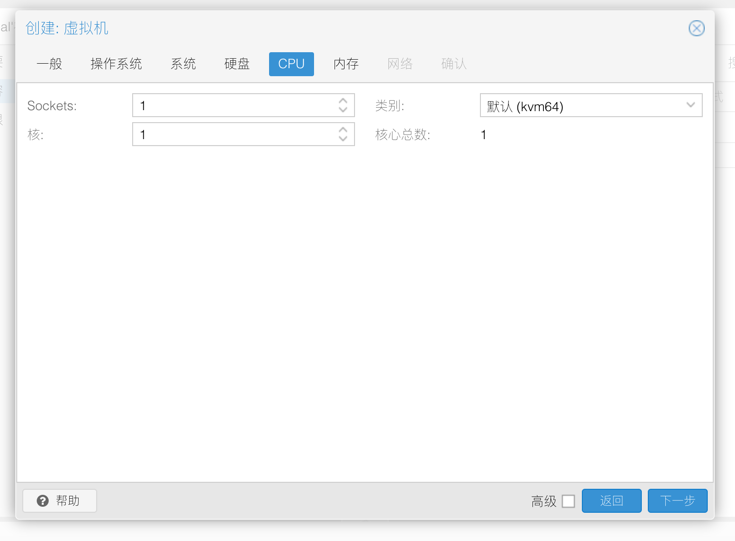 创建: 虚拟机
一般 操作系统 系统 硬盘 CPU 内存 网络 确认
Sockets: 1 类别: 默认 (kvm64)
核: 1 核心总数: 1
帮助 高级 返回 下一步